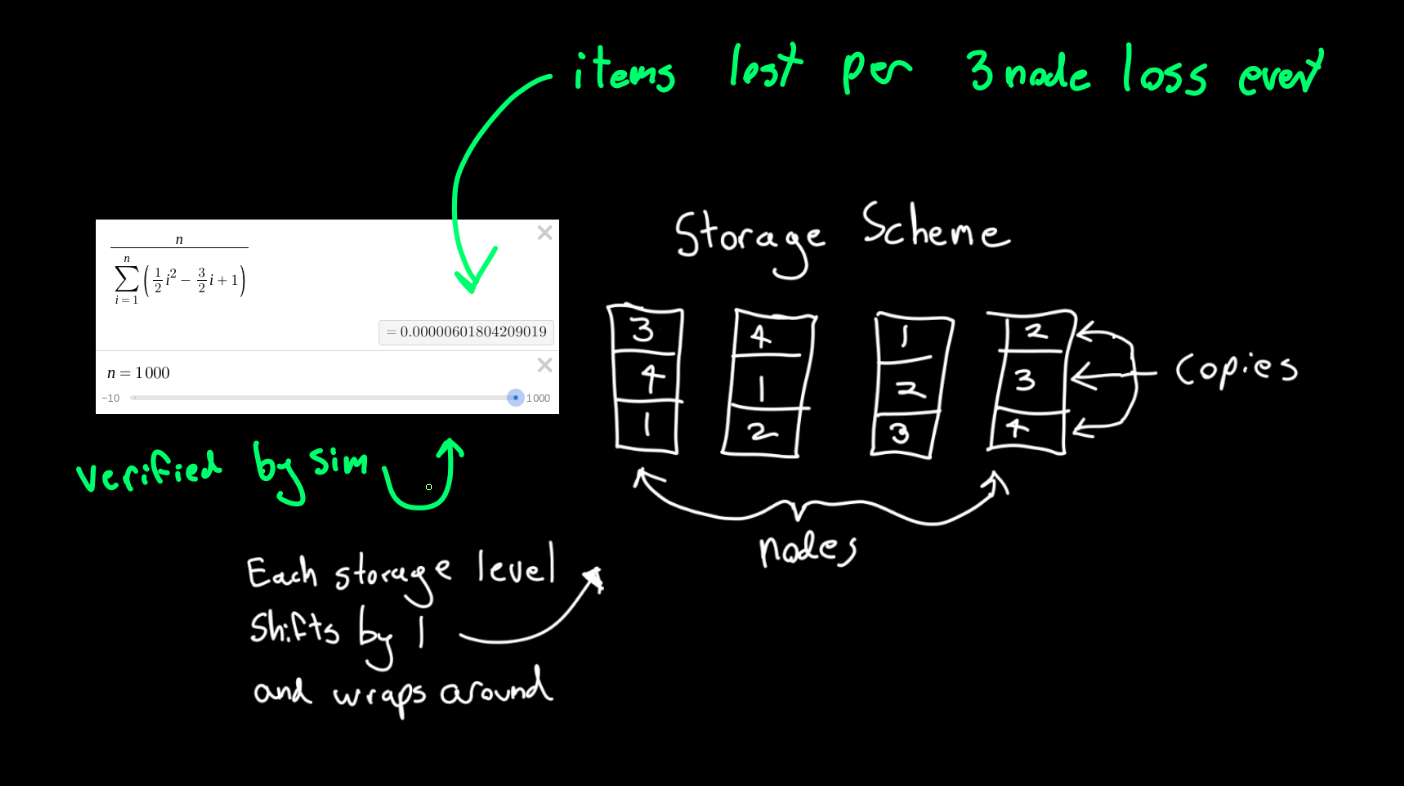 items lost per 3 node loss event
n
n
∑ (1/2 i² − 3/2 i + 1)
i = 1
= 0.00000601804209019
n = 1000
−10 1000
verified by sim
Storage Scheme
3 4 1 2
4 1 2 3
1 2 3 4
copies
nodes
Each storage level
shifts by 1
and wraps around